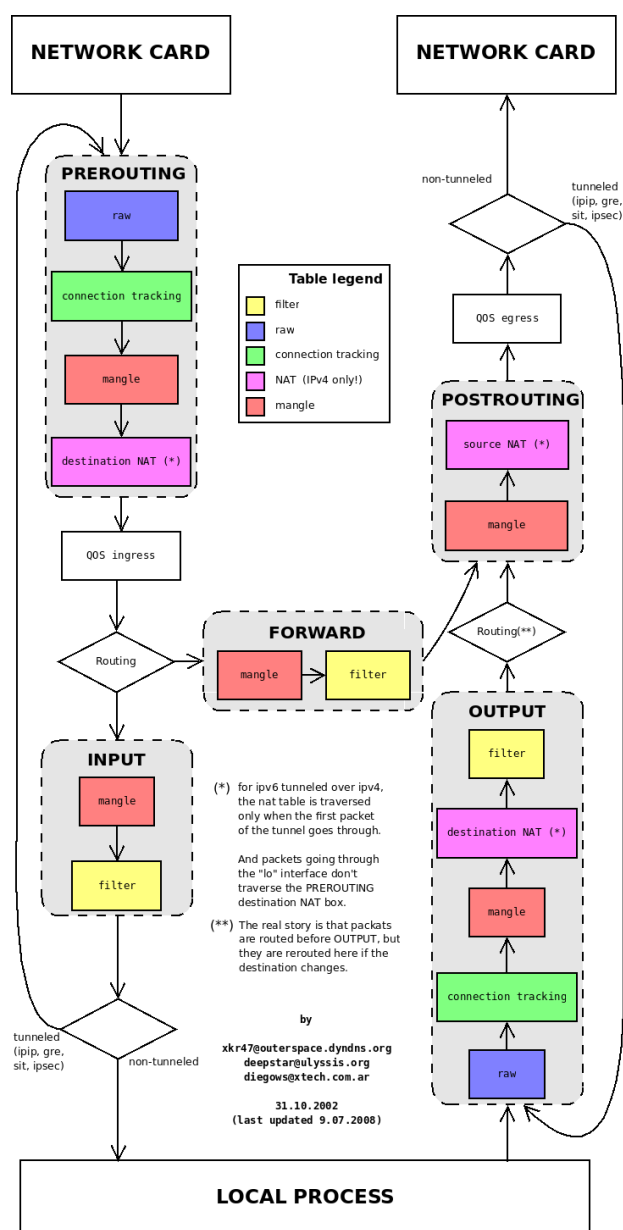 NETWORK CARD
NETWORK CARD
PREROUTING
raw
connection tracking
mangle
destination NAT (*)
QOS ingress
Routing
FORWARD
mangle
filter
INPUT
mangle
filter
tunneled
(ipip, gre,
sit, ipsec)
non-tunneled
Table legend
filter
raw
connection tracking
NAT (IPv4 only!)
mangle
non-tunneled
tunneled
(ipip, gre,
sit, ipsec)
QOS egress
POSTROUTING
source NAT (*)
mangle
Routing(**)
OUTPUT
filter
destination NAT (*)
mangle
connection tracking
raw
(*) for ipv6 tunneled over ipv4,
the nat table is traversed
only when the first packet
of the tunnel goes through.
And packets going through
the "lo" interface don't
traverse the PREROUTING
destination NAT box.
(**) The real story is that packats
are routed before OUTPUT, but
they are rerouted here if the
destination changes.
by
xkr47@outerspace.dyndns.org
deepstar@ulyssis.org
diegows@xtech.com.ar
31.10.2002
(last updated 9.07.2008)
LOCAL PROCESS